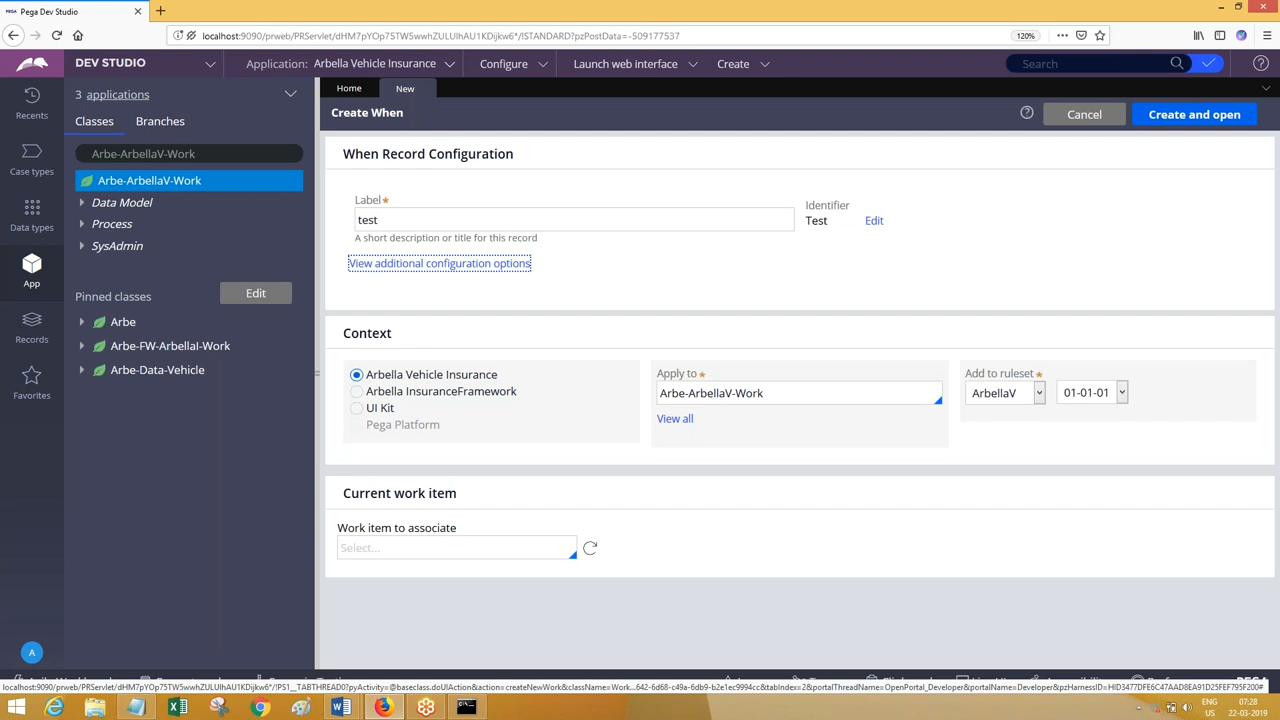 PEGA Pega Dev Studio
localhost:9090/prweb/PRServlet/dHM7pYOp75TW5wwhZULUlhAU1KDijkw6*/!STANDARD?pzPostData=-509177537
120%
DEV STUDIO
Application: Arbella Vehicle Insurance
Configure
Launch web interface
Create
Search
Recents
Case types
Data types
App
Records
Favorites
A
3 applications
Classes
Branches
Arbe-ArbellaV-Work
Arbe-ArbellaV-Work
Data Model
Process
SysAdmin
Pinned classes
Edit
Arbe
Arbe-FW-ArbellaI-Work
Arbe-Data-Vehicle
Home
New
Create When
Cancel
Create and open
When Record Configuration
Label★
test
A short description or title for this record
Identifier
Test
Edit
View additional configuration options
Context
Arbella Vehicle Insurance
Arbella InsuranceFramework
UI Kit
Pega Platform
Apply to ★
Arbe-ArbellaV-Work
View all
Add to ruleset ★
ArbellaV
01-01-01
Current work item
Work item to associate
Select...
ENG
07:28
US
22-03-2019